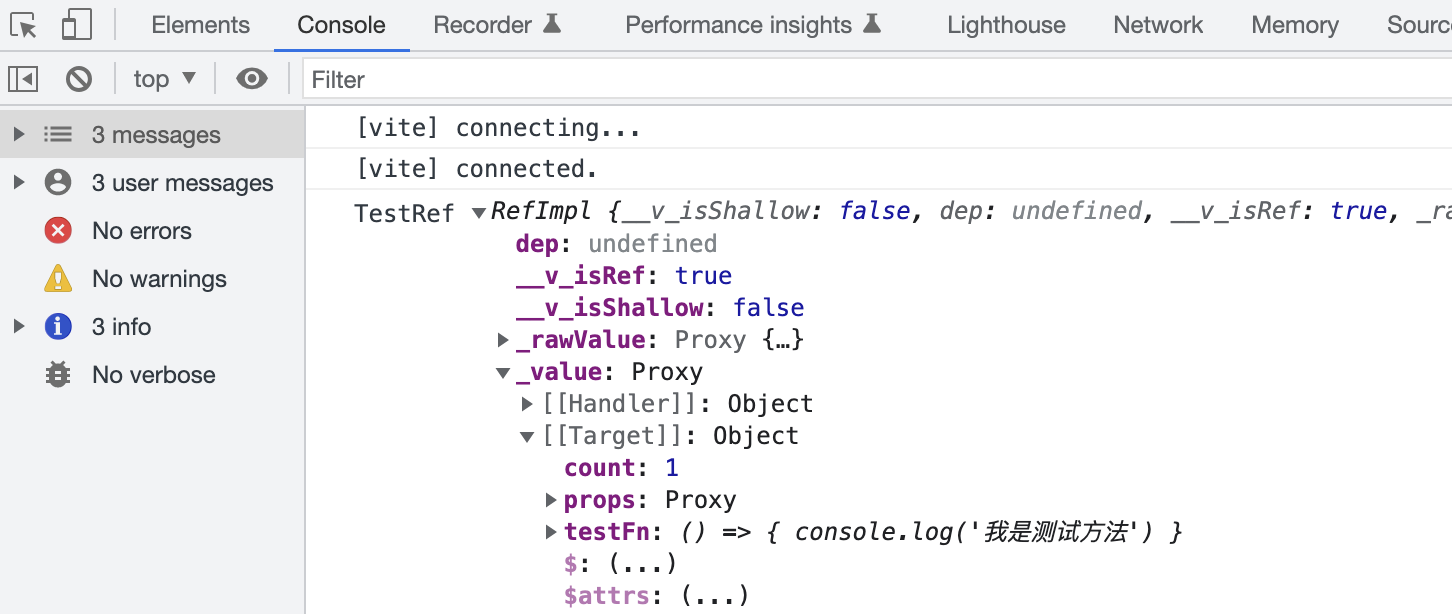 Elements Console Recorder Performance insights Lighthouse Network Memory Sourc
top Filter
3 messages
3 user messages
No errors
No warnings
3 info
No verbose
[vite] connecting...
[vite] connected.
TestRef RefImpl {__v_isShallow: false, dep: undefined, __v_isRef: true, _ra
dep: undefined
__v_isRef: true
__v_isShallow: false
_rawValue: Proxy {…}
_value: Proxy
[[Handler]]: Object
[[Target]]: Object
count: 1
props: Proxy
testFn: () => { console.log('我是测试方法') }
$: (...)
$attrs: (...)